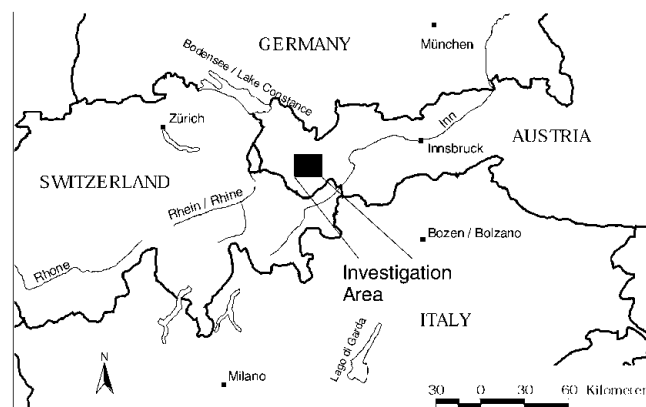 GERMANY
München
Bodensee / Lake Constance
Zürich
Inn
AUSTRIA
Innsbruck
SWITZERLAND
Rhein / Rhine
Bozen / Bolzano
Rhone
Investigation
Area
ITALY
Lago di Garda
N
Milano
30 0 30 60 Kilometer